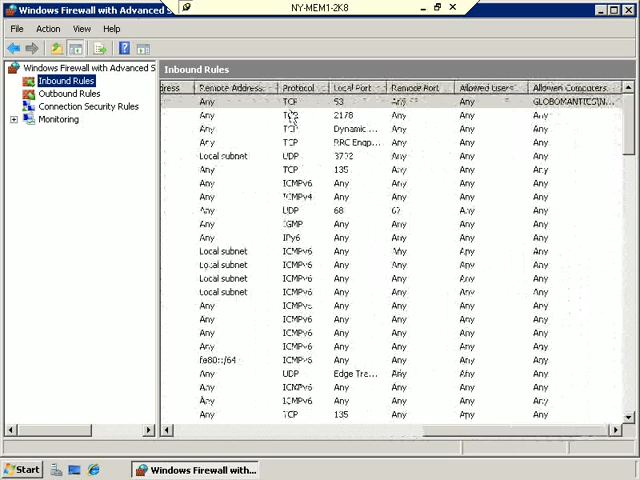 Windows Firewall with Advanced S
NY-MEM1-2K8
File Action View Help
Windows Firewall with Advanced S
Inbound Rules
Outbound Rules
Connection Security Rules
Monitoring
Inbound Rules
dress Remote Address Protocol Local Port Remote Port Allowed Users Allowed Computers
Any TCP 53 Any Any GLOBOMANTICS\N...
Any TCP 2178 Any Any Any
Any TCP Dynamic ... Any Any Any
Any TCP RPC Endp... Any Any Any
Local subnet UDP 3702 Any Any Any
Any TCP 135 Any Any Any
Any ICMPv6 Any Any Any Any
Any ICMPv4 Any Any Any Any
Any UDP 68 67 Any Any
Any IGMP Any Any Any Any
Any IPv6 Any Any Any Any
Local subnet ICMPv6 Any Any Any Any
Local subnet ICMPv6 Any Any Any Any
Local subnet ICMPv6 Any Any Any Any
Local subnet ICMPv6 Any Any Any Any
Any ICMPv6 Any Any Any Any
Any ICMPv6 Any Any Any Any
Any ICMPv6 Any Any Any Any
Any ICMPv6 Any Any Any Any
fe80::/64 ICMPv6 Any Any Any Any
Any UDP Edge Tra... Any Any Any
Any ICMPv6 Any Any Any Any
Any ICMPv6 Any Any Any Any
Any TCP 135 Any Any Any
Start Windows Firewall with...